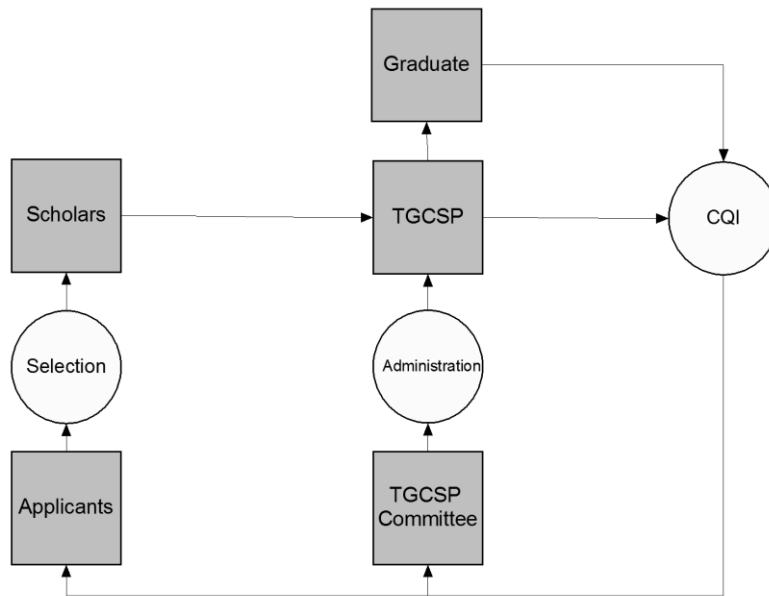 Graduate
Scholars
TGCSP
CQI
Selection
Administration
Applicants
TGCSP
Committee